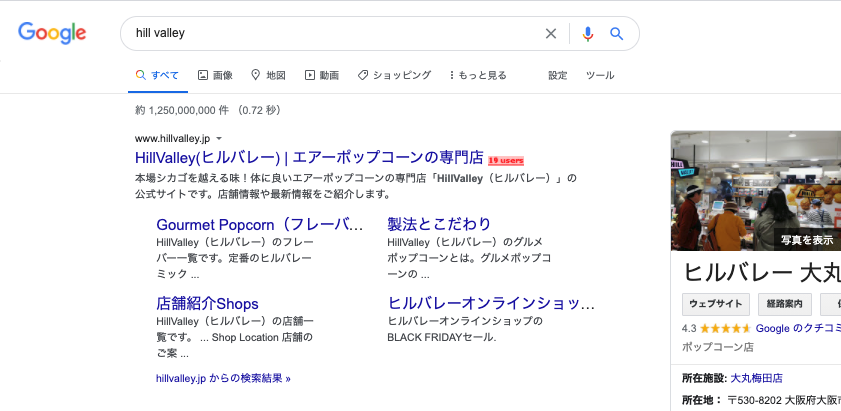 Google
hill valley
すべて 画像 地図 動画 ショッピング もっと見る 設定 ツール
約 1,250,000,000 件 （0.72 秒）
www.hillvalley.jp
HillValley(ヒルバレー) | エアーポップコーンの専門店 19 users
本場シカゴを越える味！体に良いエアーポップコーンの専門店「HillValley（ヒルバレー）」の
公式サイトです。店舗情報や最新情報をご紹介します。
Gourmet Popcorn（フレーバ...
HillValley（ヒルバレー）のフレー
バー一覧です。定番のヒルバレー
ミック ...
製法とこだわり
HillValley（ヒルバレー）のグルメ
ポップコーンとは。グルメポップコ
ーンの ...
店舗紹介Shops
HillValley（ヒルバレー）の店舗一
覧です。 ... Shop Location 店舗の
ご案 ...
ヒルバレーオンラインショッ...
ヒルバレーオンラインショップの
BLACK FRIDAYセール.
hillvalley.jp からの検索結果 »
HILL
写真を表示
ヒルバレー 大丸
ウェブサイト 経路案内
4.3 Google のクチコミ
ポップコーン店
所在施設: 大丸梅田店
所在地： 〒530-8202 大阪府大阪市